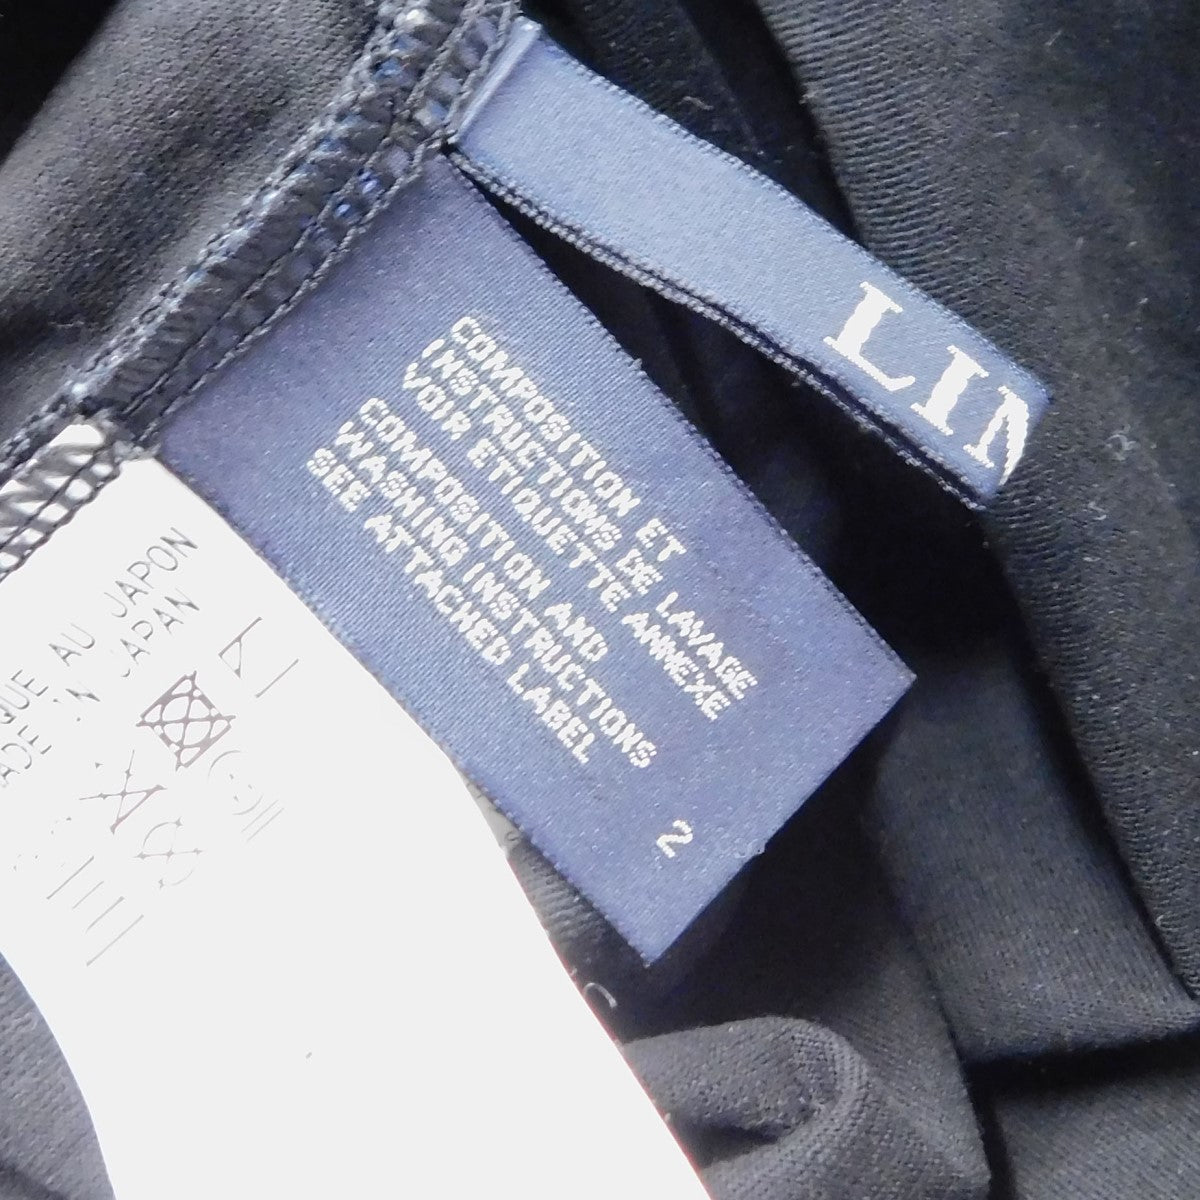 LIN
COMPOSITION ET
INSTRUCTIONS DE LAVAGE
VOIR ETIQUETTE ANNEXE
COMPOSITION AND
WASHING INSTRUCTIONS
SEE ATTACHED LABEL
2
QUE AU JAPON
ADE IN JAPAN